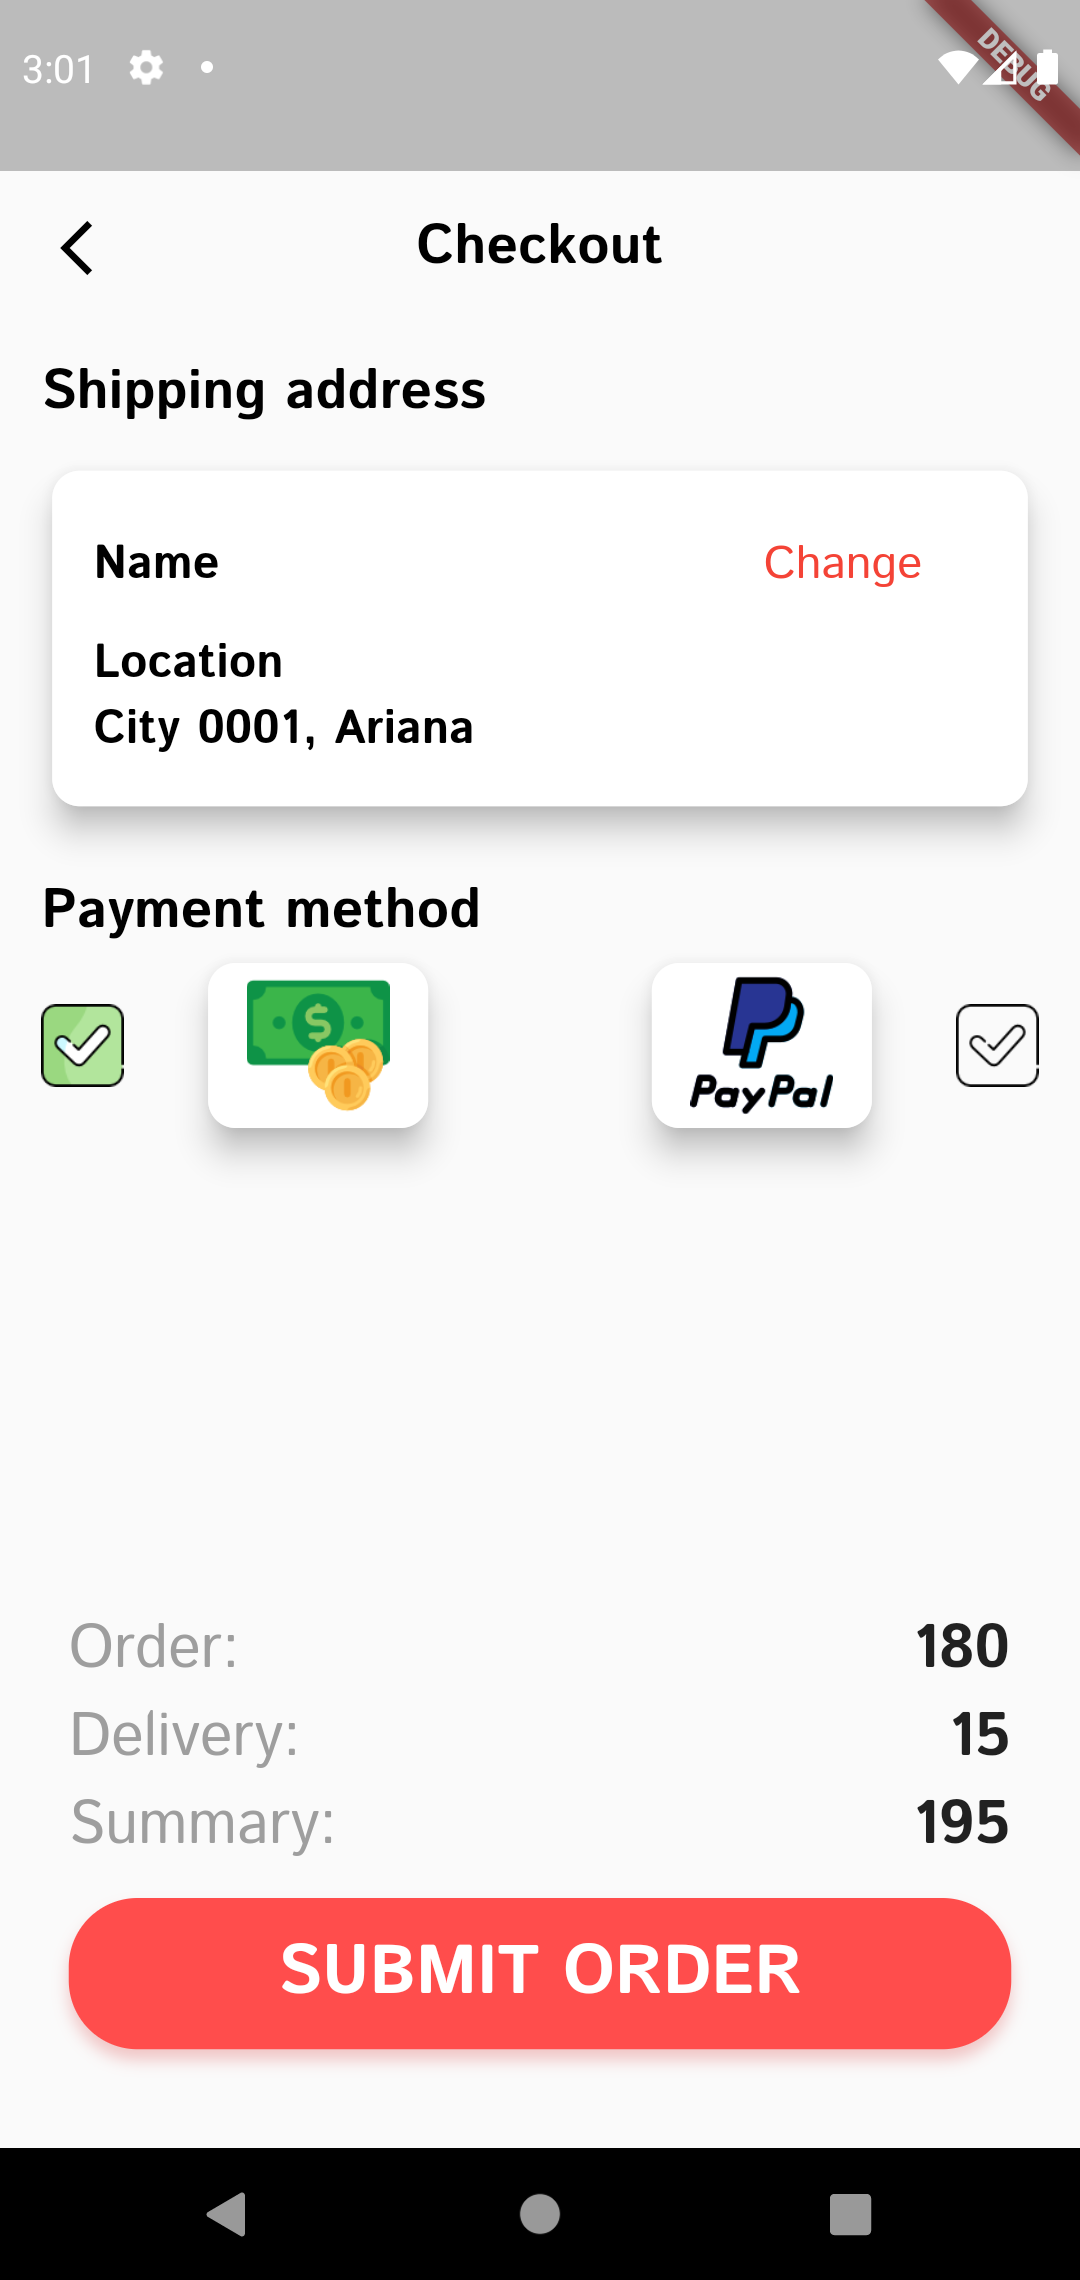 3:01
DEBUG
Checkout
Shipping address
Name
Change
Location
City 0001, Ariana
Payment method
$
PayPal
Order:
180
Delivery:
15
Summary:
195
SUBMIT ORDER